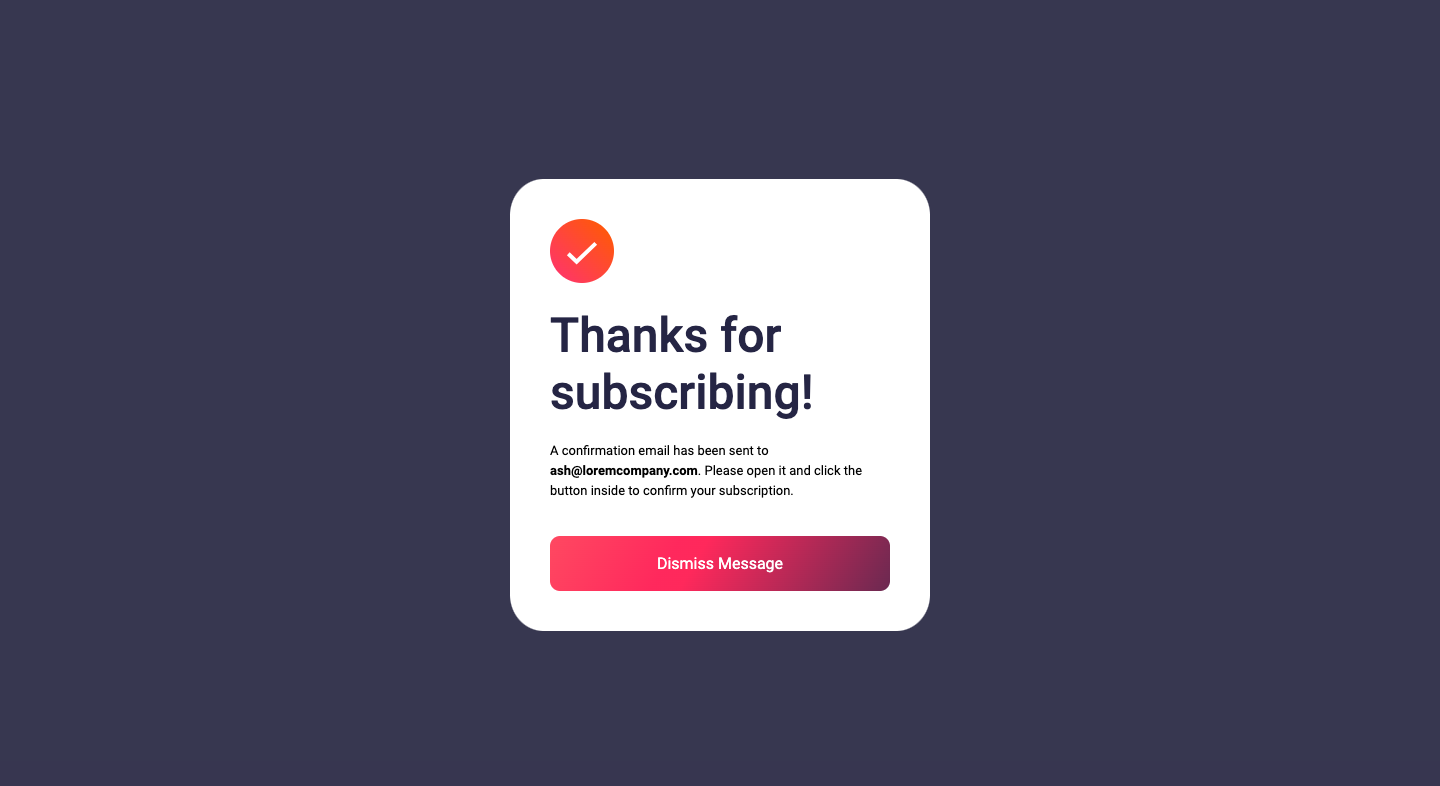 Thanks for
subscribing!
A confirmation email has been sent to
ash@loremcompany.com. Please open it and click the
button inside to confirm your subscription.
Dismiss Message